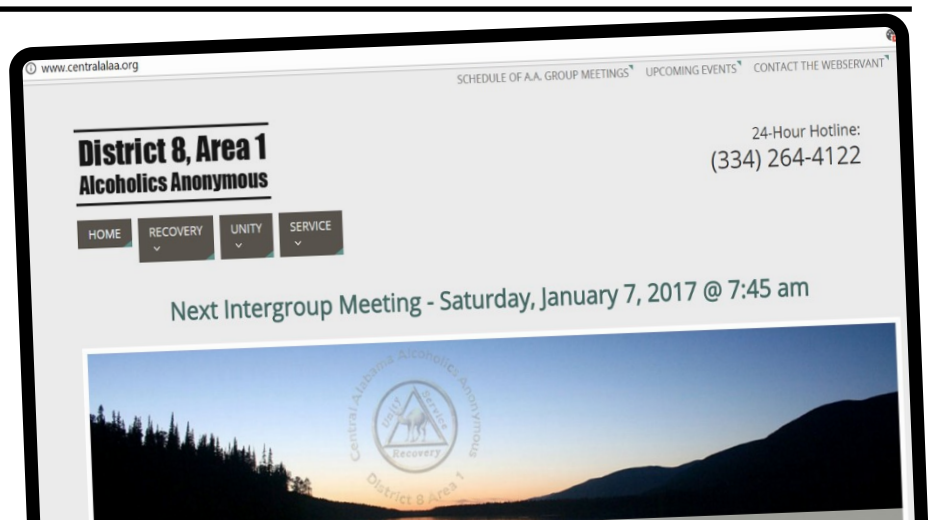 www.centralalaa.org
SCHEDULE OF A.A. GROUP MEETINGS UPCOMING EVENTS CONTACT THE WEBSERVANT
District 8, Area 1
Alcoholics Anonymous
24-Hour Hotline:
(334) 264-4122
HOME RECOVERY UNITY SERVICE
Next Intergroup Meeting - Saturday, January 7, 2017 @ 7:45 am
Central Alabama Alcoholics Anonymous
Unity Service
Recovery
District 8 Area 1